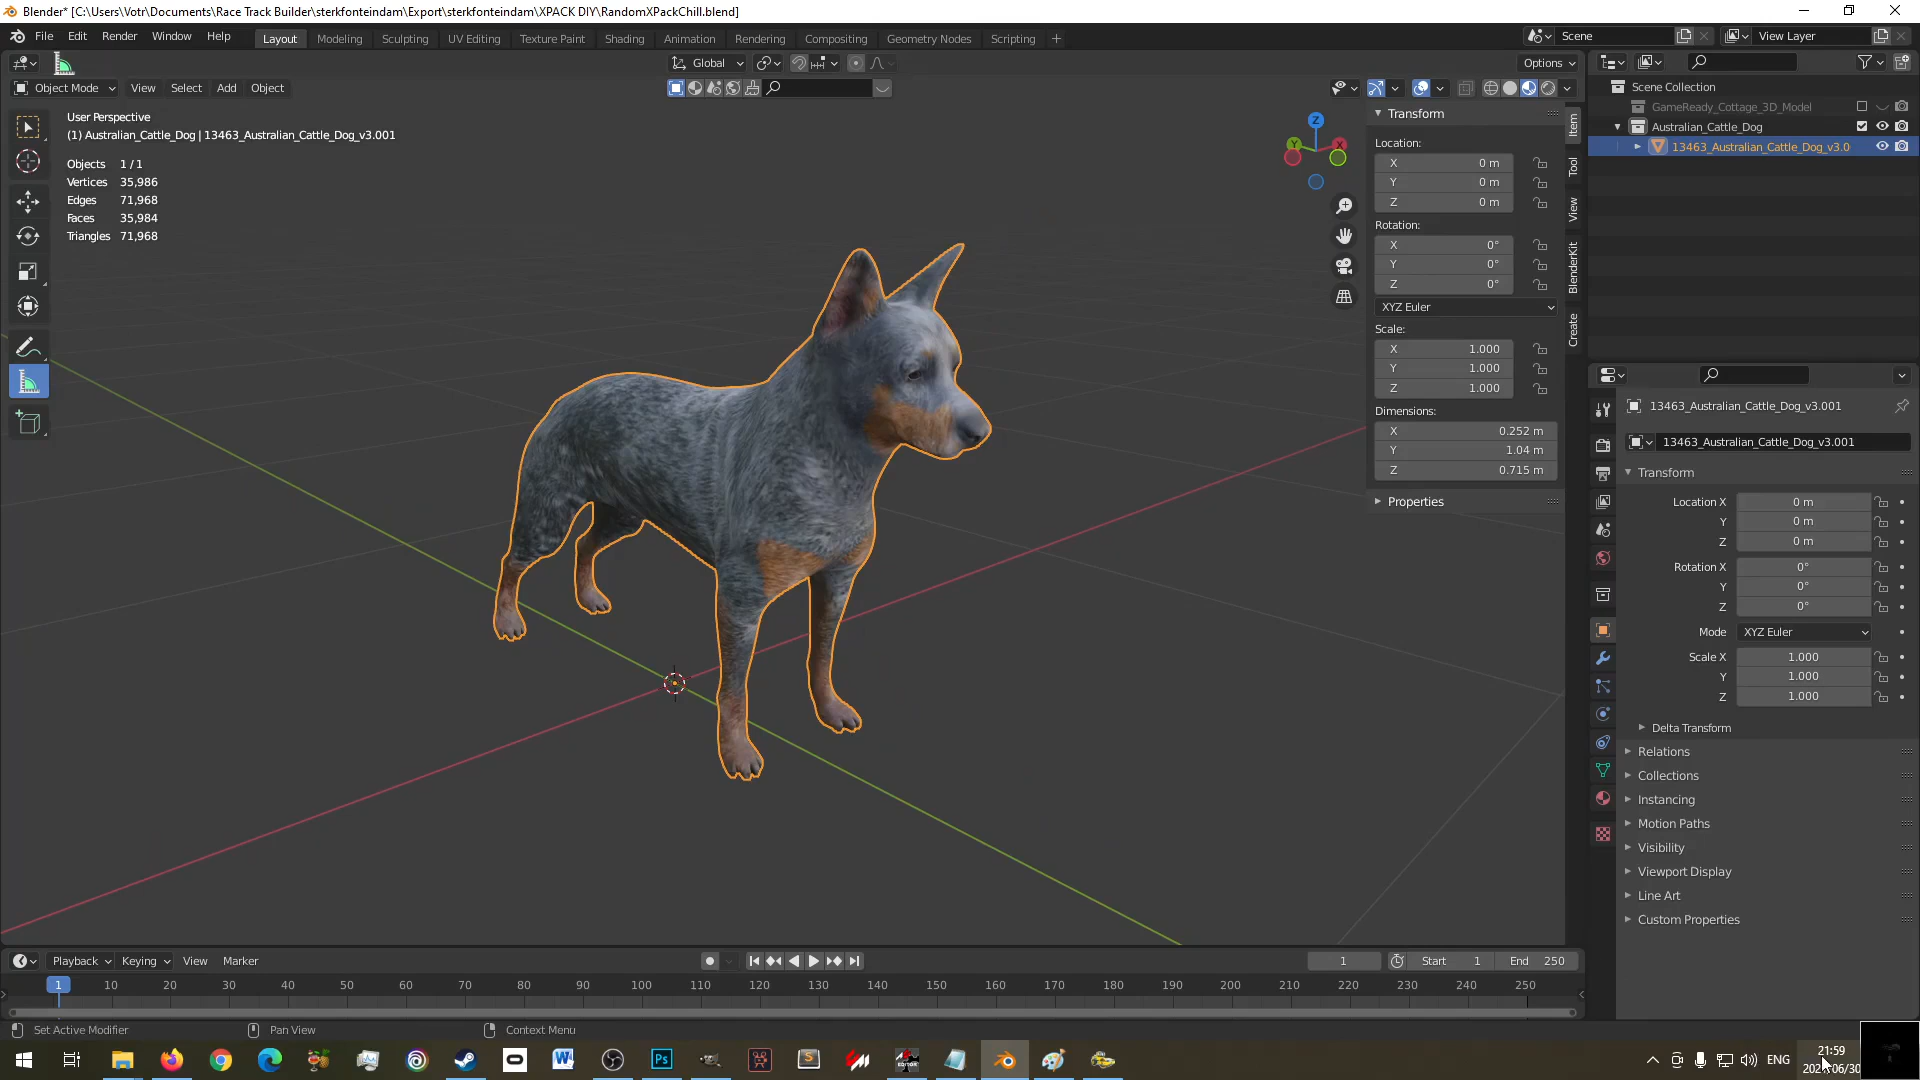 Blender* [C:\Users\Votr\Documents\Race Track Builder\sterkfonteindam\Export\sterkfonteindam\XPACK DIY\RandomXPackChill.blend]
File Edit Render Window Help
Layout Modeling Sculpting UV Editing Texture Paint Shading Animation Rendering Compositing Geometry Nodes Scripting +
Scene
View Layer
Global
Options
Object Mode View Select Add Object
User Perspective
(1) Australian_Cattle_Dog | 13463_Australian_Cattle_Dog_v3.001
Objects 1 / 1
Vertices 35,986
Edges 71,968
Faces 35,984
Triangles 71,968
Z
Y
X
Transform
Location:
X 0 m
Y 0 m
Z 0 m
Rotation:
X 0°
Y 0°
Z 0°
XYZ Euler
Scale:
X 1.000
Y 1.000
Z 1.000
Dimensions:
X 0.252 m
Y 1.04 m
Z 0.715 m
Properties
Item
Tool
View
BlenderKit
Create
Scene Collection
GameReady_Cottage_3D_Model
Australian_Cattle_Dog
13463_Australian_Cattle_Dog_v3.0
13463_Australian_Cattle_Dog_v3.001
13463_Australian_Cattle_Dog_v3.001
Transform
Location X 0 m
Y 0 m
Z 0 m
Rotation X 0°
Y 0°
Z 0°
Mode XYZ Euler
Scale X 1.000
Y 1.000
Z 1.000
Delta Transform
Relations
Collections
Instancing
Motion Paths
Visibility
Viewport Display
Line Art
Custom Properties
Playback Keying View Marker
1 Start 1 End 250
1 10 20 30 40 50 60 70 80 90 100 110 120 130 140 150 160 170 180 190 200 210 220 230 240 250
Set Active Modifier Pan View Context Menu
W Ps S ENG
21:59